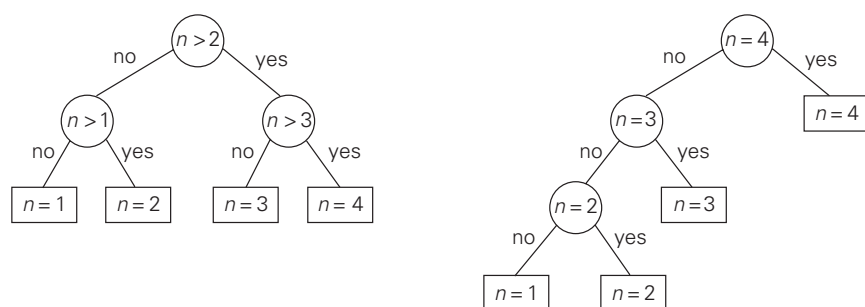 n > 2
no
yes
n > 1
n > 3
no
yes
no
yes
n = 1
n = 2
n = 3
n = 4
n = 4
no
yes
n = 3
n = 4
no
yes
n = 2
n = 3
no
yes
n = 1
n = 2